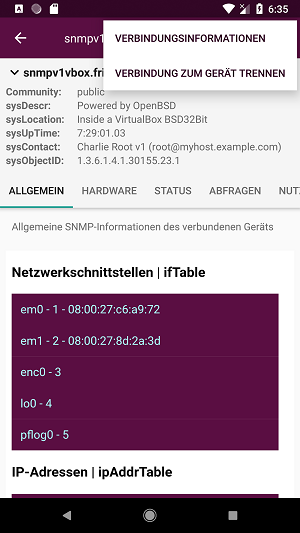 6:35
snmpv1
VERBINDUNGSINFORMATIONEN
VERBINDUNG ZUM GERÄT TRENNEN
snmpv1vbox.fri
Community: public
sysDescr: Powered by OpenBSD
sysLocation: Inside a VirtualBox BSD32Bit
sysUpTime: 7:29:01.03
sysContact: Charlie Root v1 (root@myhost.example.com)
sysObjectID: 1.3.6.1.4.1.30155.23.1
ALLGEMEIN HARDWARE STATUS ABFRAGEN NUTZ
Allgemeine SNMP-Informationen des verbundenen Geräts
Netzwerkschnittstellen | ifTable
em0 - 1 - 08:00:27:c6:a9:72
em1 - 2 - 08:00:27:8d:2a:3d
enc0 - 3
lo0 - 4
pflog0 - 5
IP-Adressen | ipAddrTable